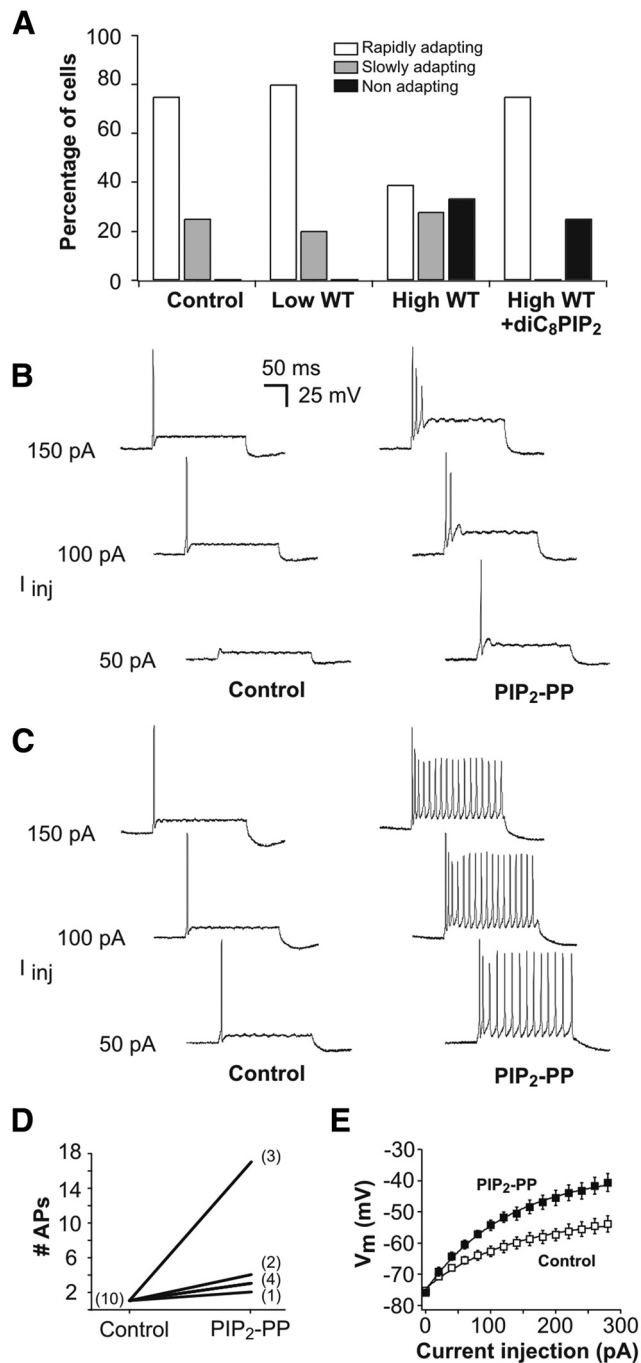 A
100
80
60
40
20
0
Percentage of cells
Rapidly adapting
Slowly adapting
Non adapting
Control
Low WT
High WT
High WT
+diC₈PIP₂
B
50 ms
25 mV
150 pA
100 pA
I inj
50 pA
Control
PIP₂-PP
C
150 pA
100 pA
I inj
50 pA
Control
PIP₂-PP
D
18
14
10
6
2
# APs
(3)
(2)
(4)
(1)
(10)
Control
PIP₂-PP
E
-30
-40
-50
-60
-70
-80
Vm (mV)
PIP₂-PP
Control
0
100
200
300
Current injection (pA)